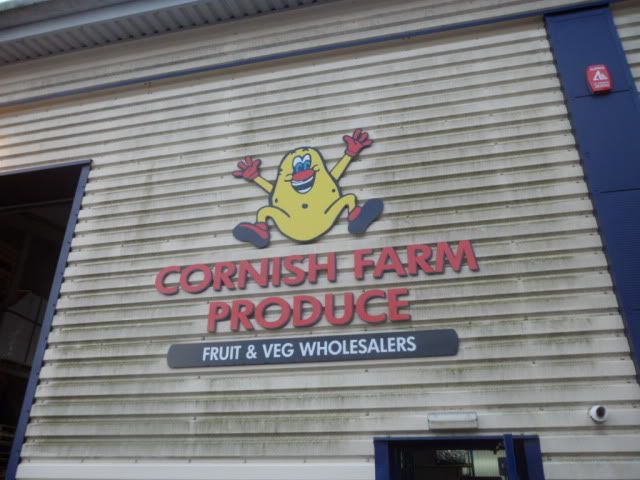 CORNISH FARM
PRODUCE
FRUIT & VEG WHOLESALERS